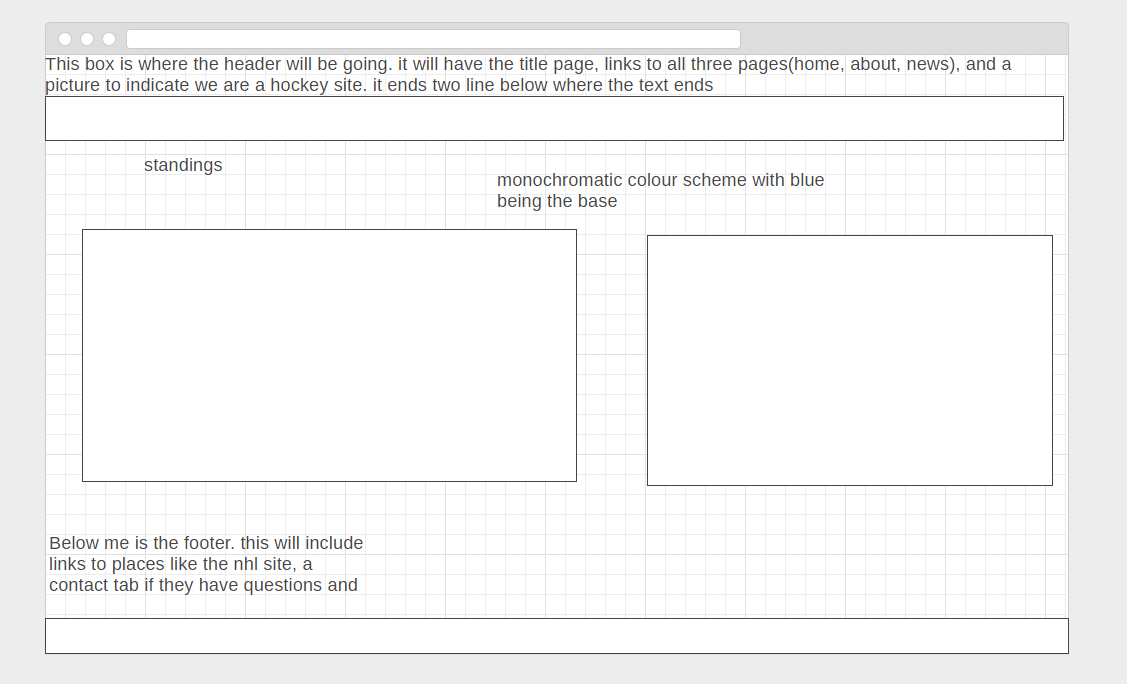 This box is where the header will be going. it will have the title page, links to all three pages(home, about, news), and a
picture to indicate we are a hockey site. it ends two line below where the text ends
standings
monochromatic colour scheme with blue
being the base
Below me is the footer. this will include
links to places like the nhl site, a
contact tab if they have questions and